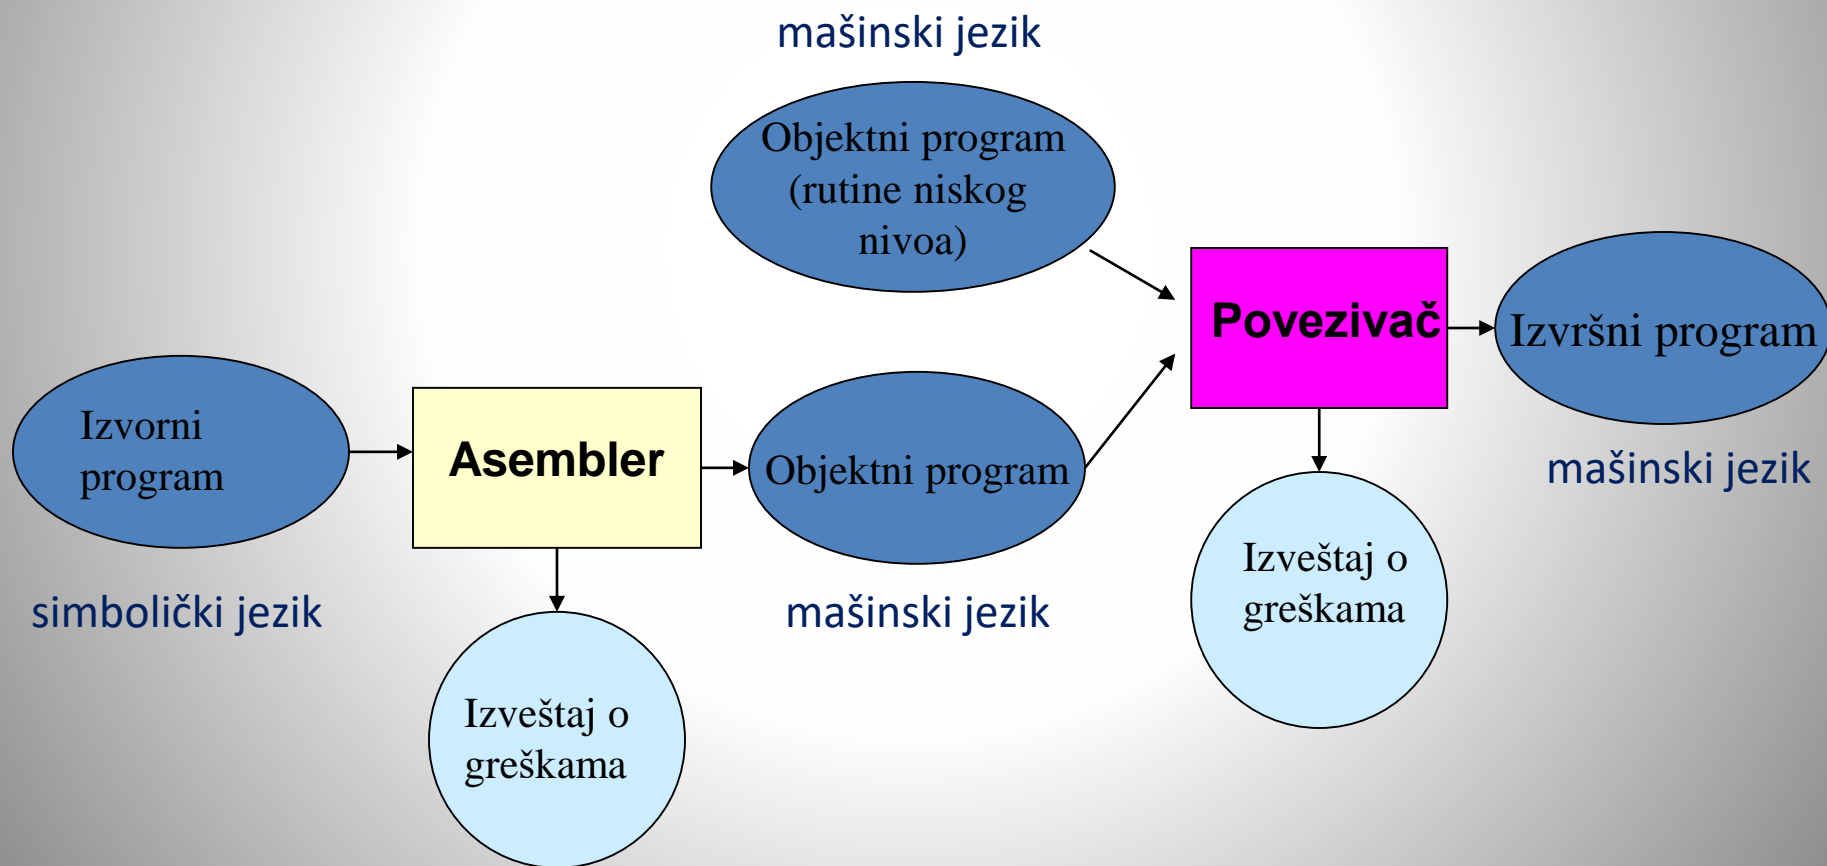 mašinski jezik
Objektni program
(rutine niskog
nivoa)
Povezivač
Izvršni program
mašinski jezik
Izvorni
program
simbolički jezik
Asembler
Objektni program
mašinski jezik
Izveštaj o
greškama
Izveštaj o
greškama